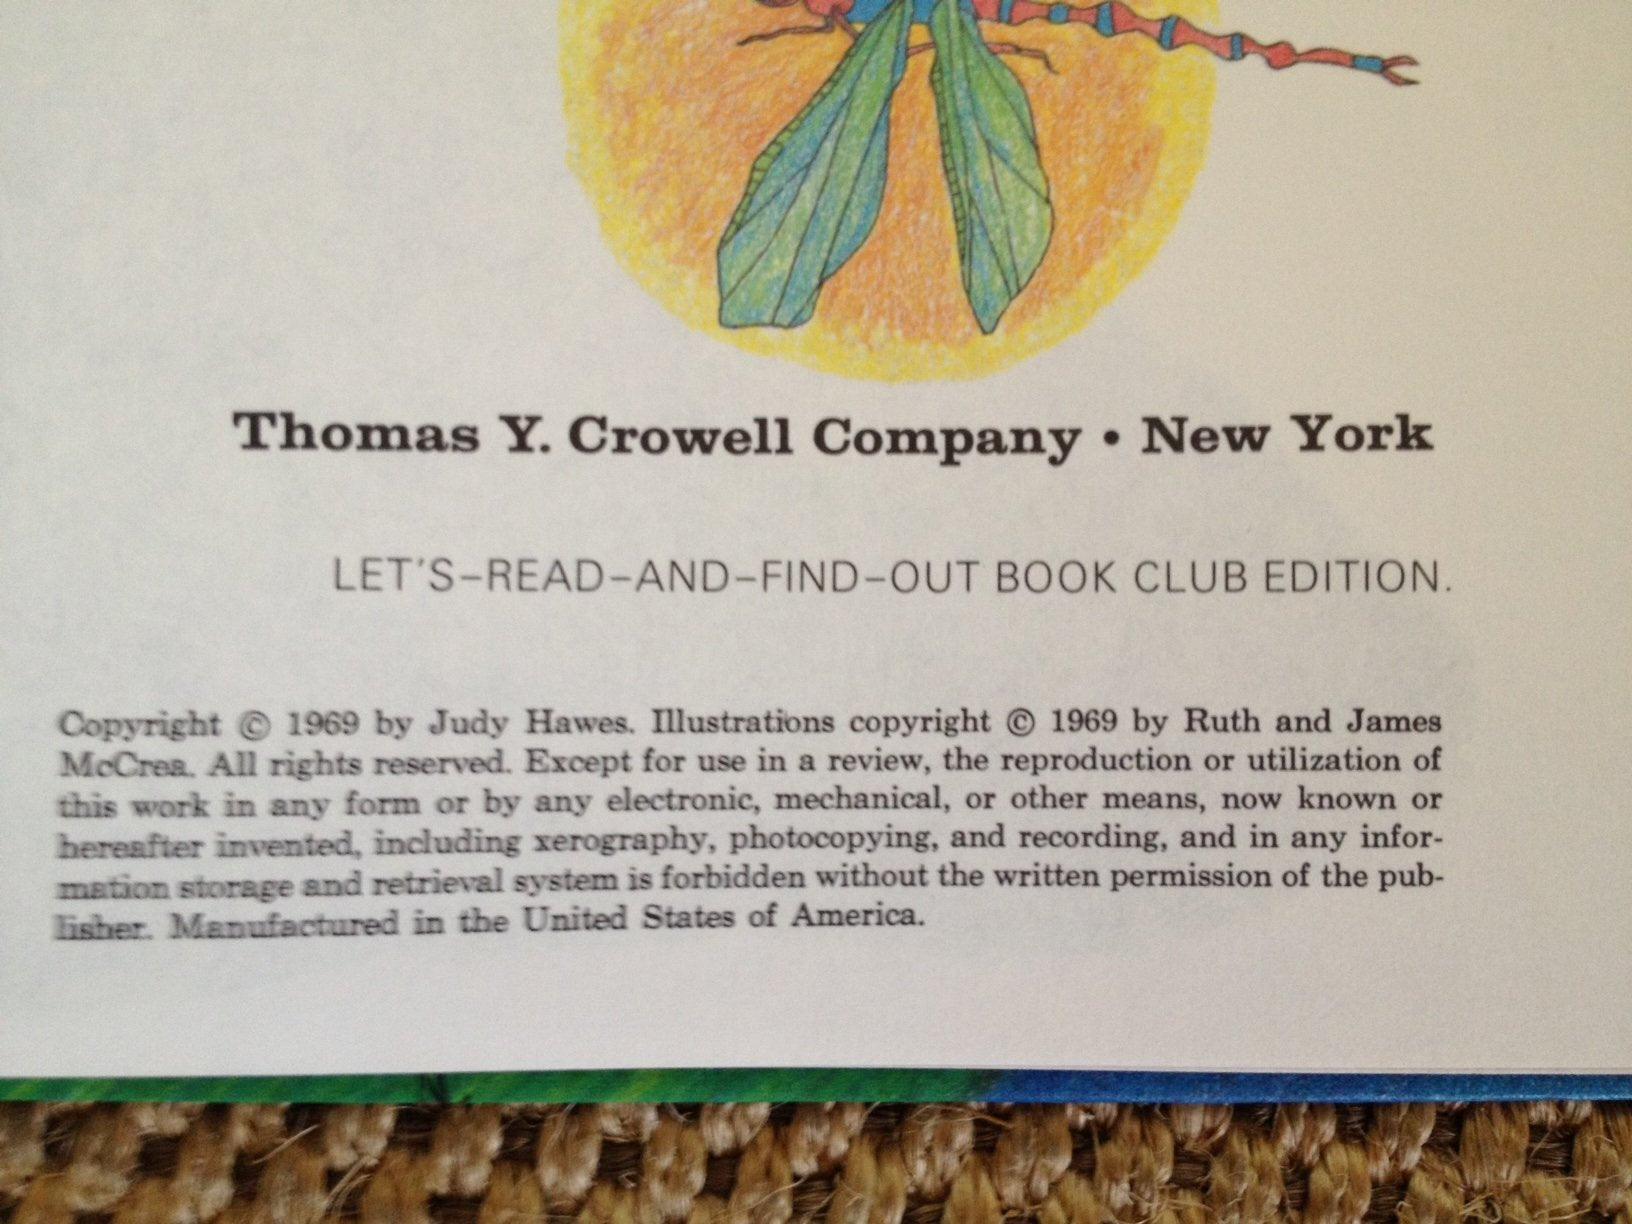 Thomas Y. Crowell Company • New York
LET'S–READ–AND–FIND–OUT BOOK CLUB EDITION.
Copyright © 1969 by Judy Hawes. Illustrations copyright © 1969 by Ruth and James
McCrea. All rights reserved. Except for use in a review, the reproduction or utilization of
this work in any form or by any electronic, mechanical, or other means, now known or
hereafter invented, including xerography, photocopying, and recording, and in any infor-
mation storage and retrieval system is forbidden without the written permission of the pub-
lisher. Manufactured in the United States of America.